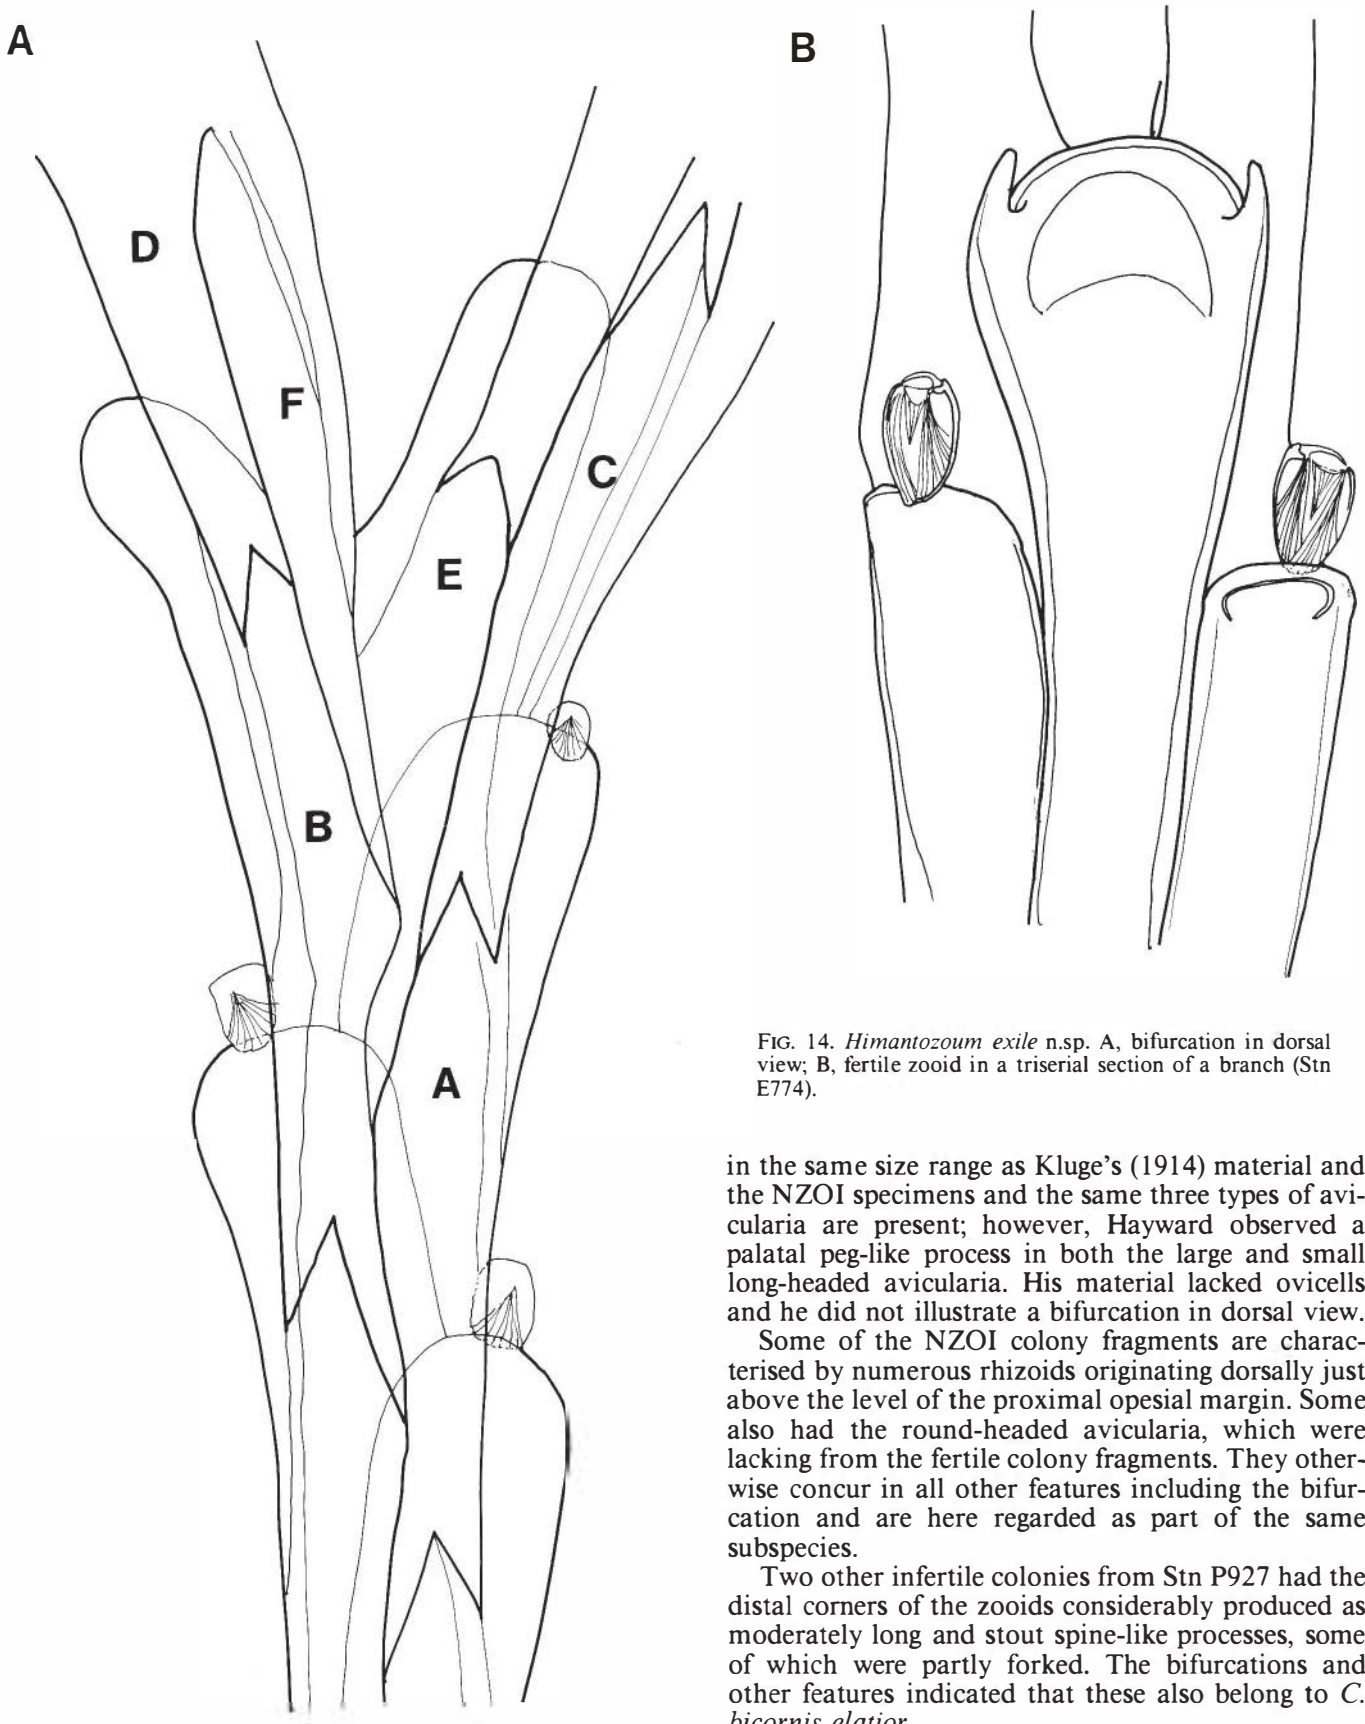 A
B
D
F
C
E
B
A
FIG. 14. Himantozoum exile n.sp. A, bifurcation in dorsal
view; B, fertile zooid in a triserial section of a branch (Stn
E774).
in the same size range as Kluge's (1914) material and
the NZOI specimens and the same three types of avi-
cularia are present; however, Hayward observed a
palatal peg-like process in both the large and small
long-headed avicularia. His material lacked ovicells
and he did not illustrate a bifurcation in dorsal view.
Some of the NZOI colony fragments are charac-
terised by numerous rhizoids originating dorsally just
above the level of the proximal opesial margin. Some
also had the round-headed avicularia, which were
lacking from the fertile colony fragments. They other-
wise concur in all other features including the bifur-
cation and are here regarded as part of the same
subspecies.
Two other infertile colonies from Stn P927 had the
distal corners of the zooids considerably produced as
moderately long and stout spine-like processes, some
of which were partly forked. The bifurcations and
other features indicated that these also belong to C.
bicornis elatior